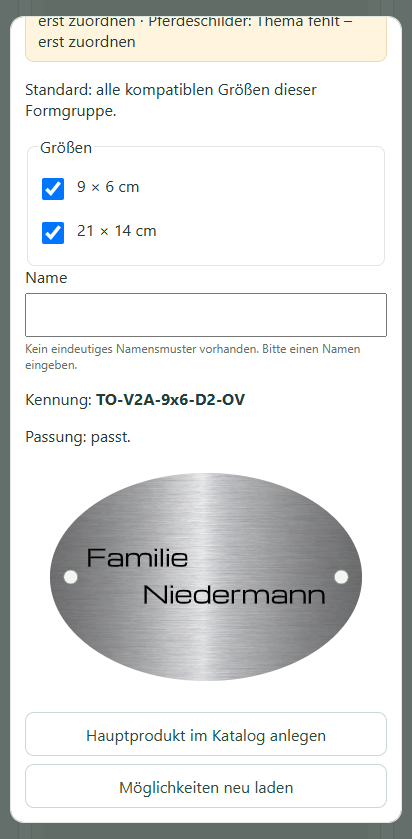 erst zuordnen · Pferdeschilder: Thema fehlt –
erst zuordnen
Standard: alle kompatiblen Größen dieser
Formgruppe.
Größen
9 × 6 cm
21 × 14 cm
Name
Kein eindeutiges Namensmuster vorhanden. Bitte einen Namen
eingeben.
Kennung: TO-V2A-9x6-D2-OV
Passung: passt.
Familie
Niedermann
Hauptprodukt im Katalog anlegen
Möglichkeiten neu laden